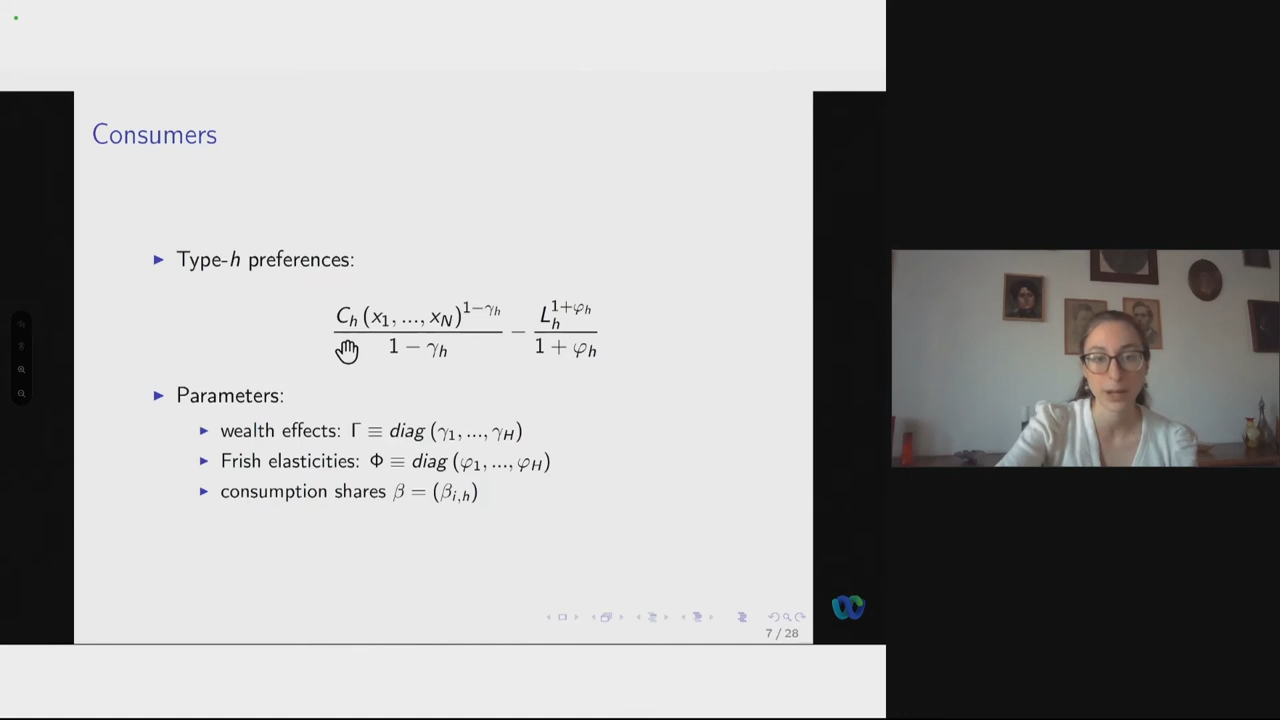 Consumers
Type-h preferences:
C_h (x_1, ..., x_N)^{1−γ_h} / 1 − γ_h − L_h^{1+φ_h} / 1 + φ_h
Parameters:
wealth effects: Γ ≡ diag (γ_1, ..., γ_H)
Frish elasticities: Φ ≡ diag (φ_1, ..., φ_H)
consumption shares β = (β_{i,h})
7 / 28